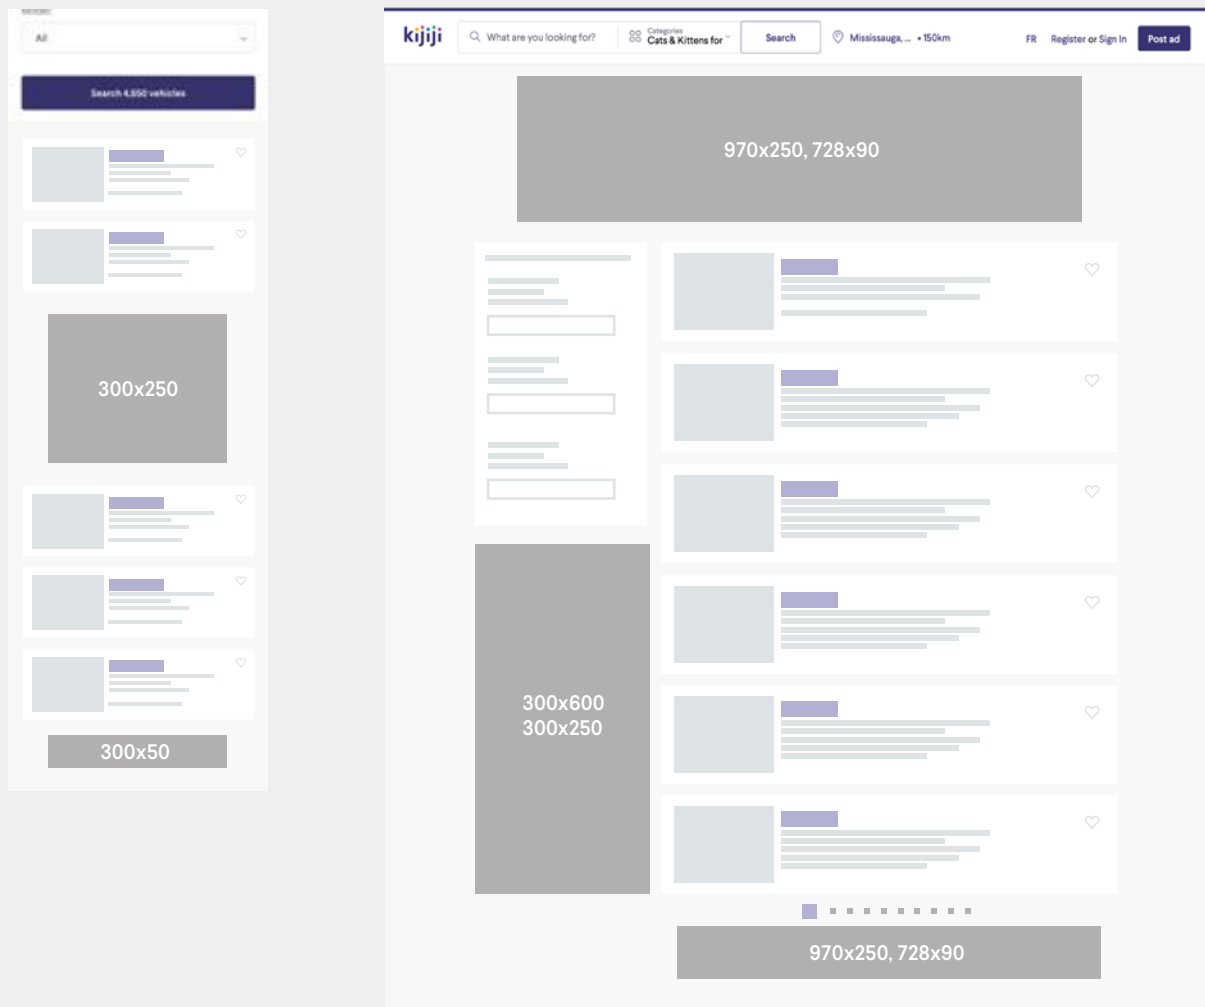 All
Search 4,550 vehicles
300x250
300x50
kijiji
What are you looking for?
Categories
Cats & Kittens for
Search
Mississauga, ... • 150km
FR
Register or Sign In
Post ad
970x250, 728x90
300x600
300x250
970x250, 728x90